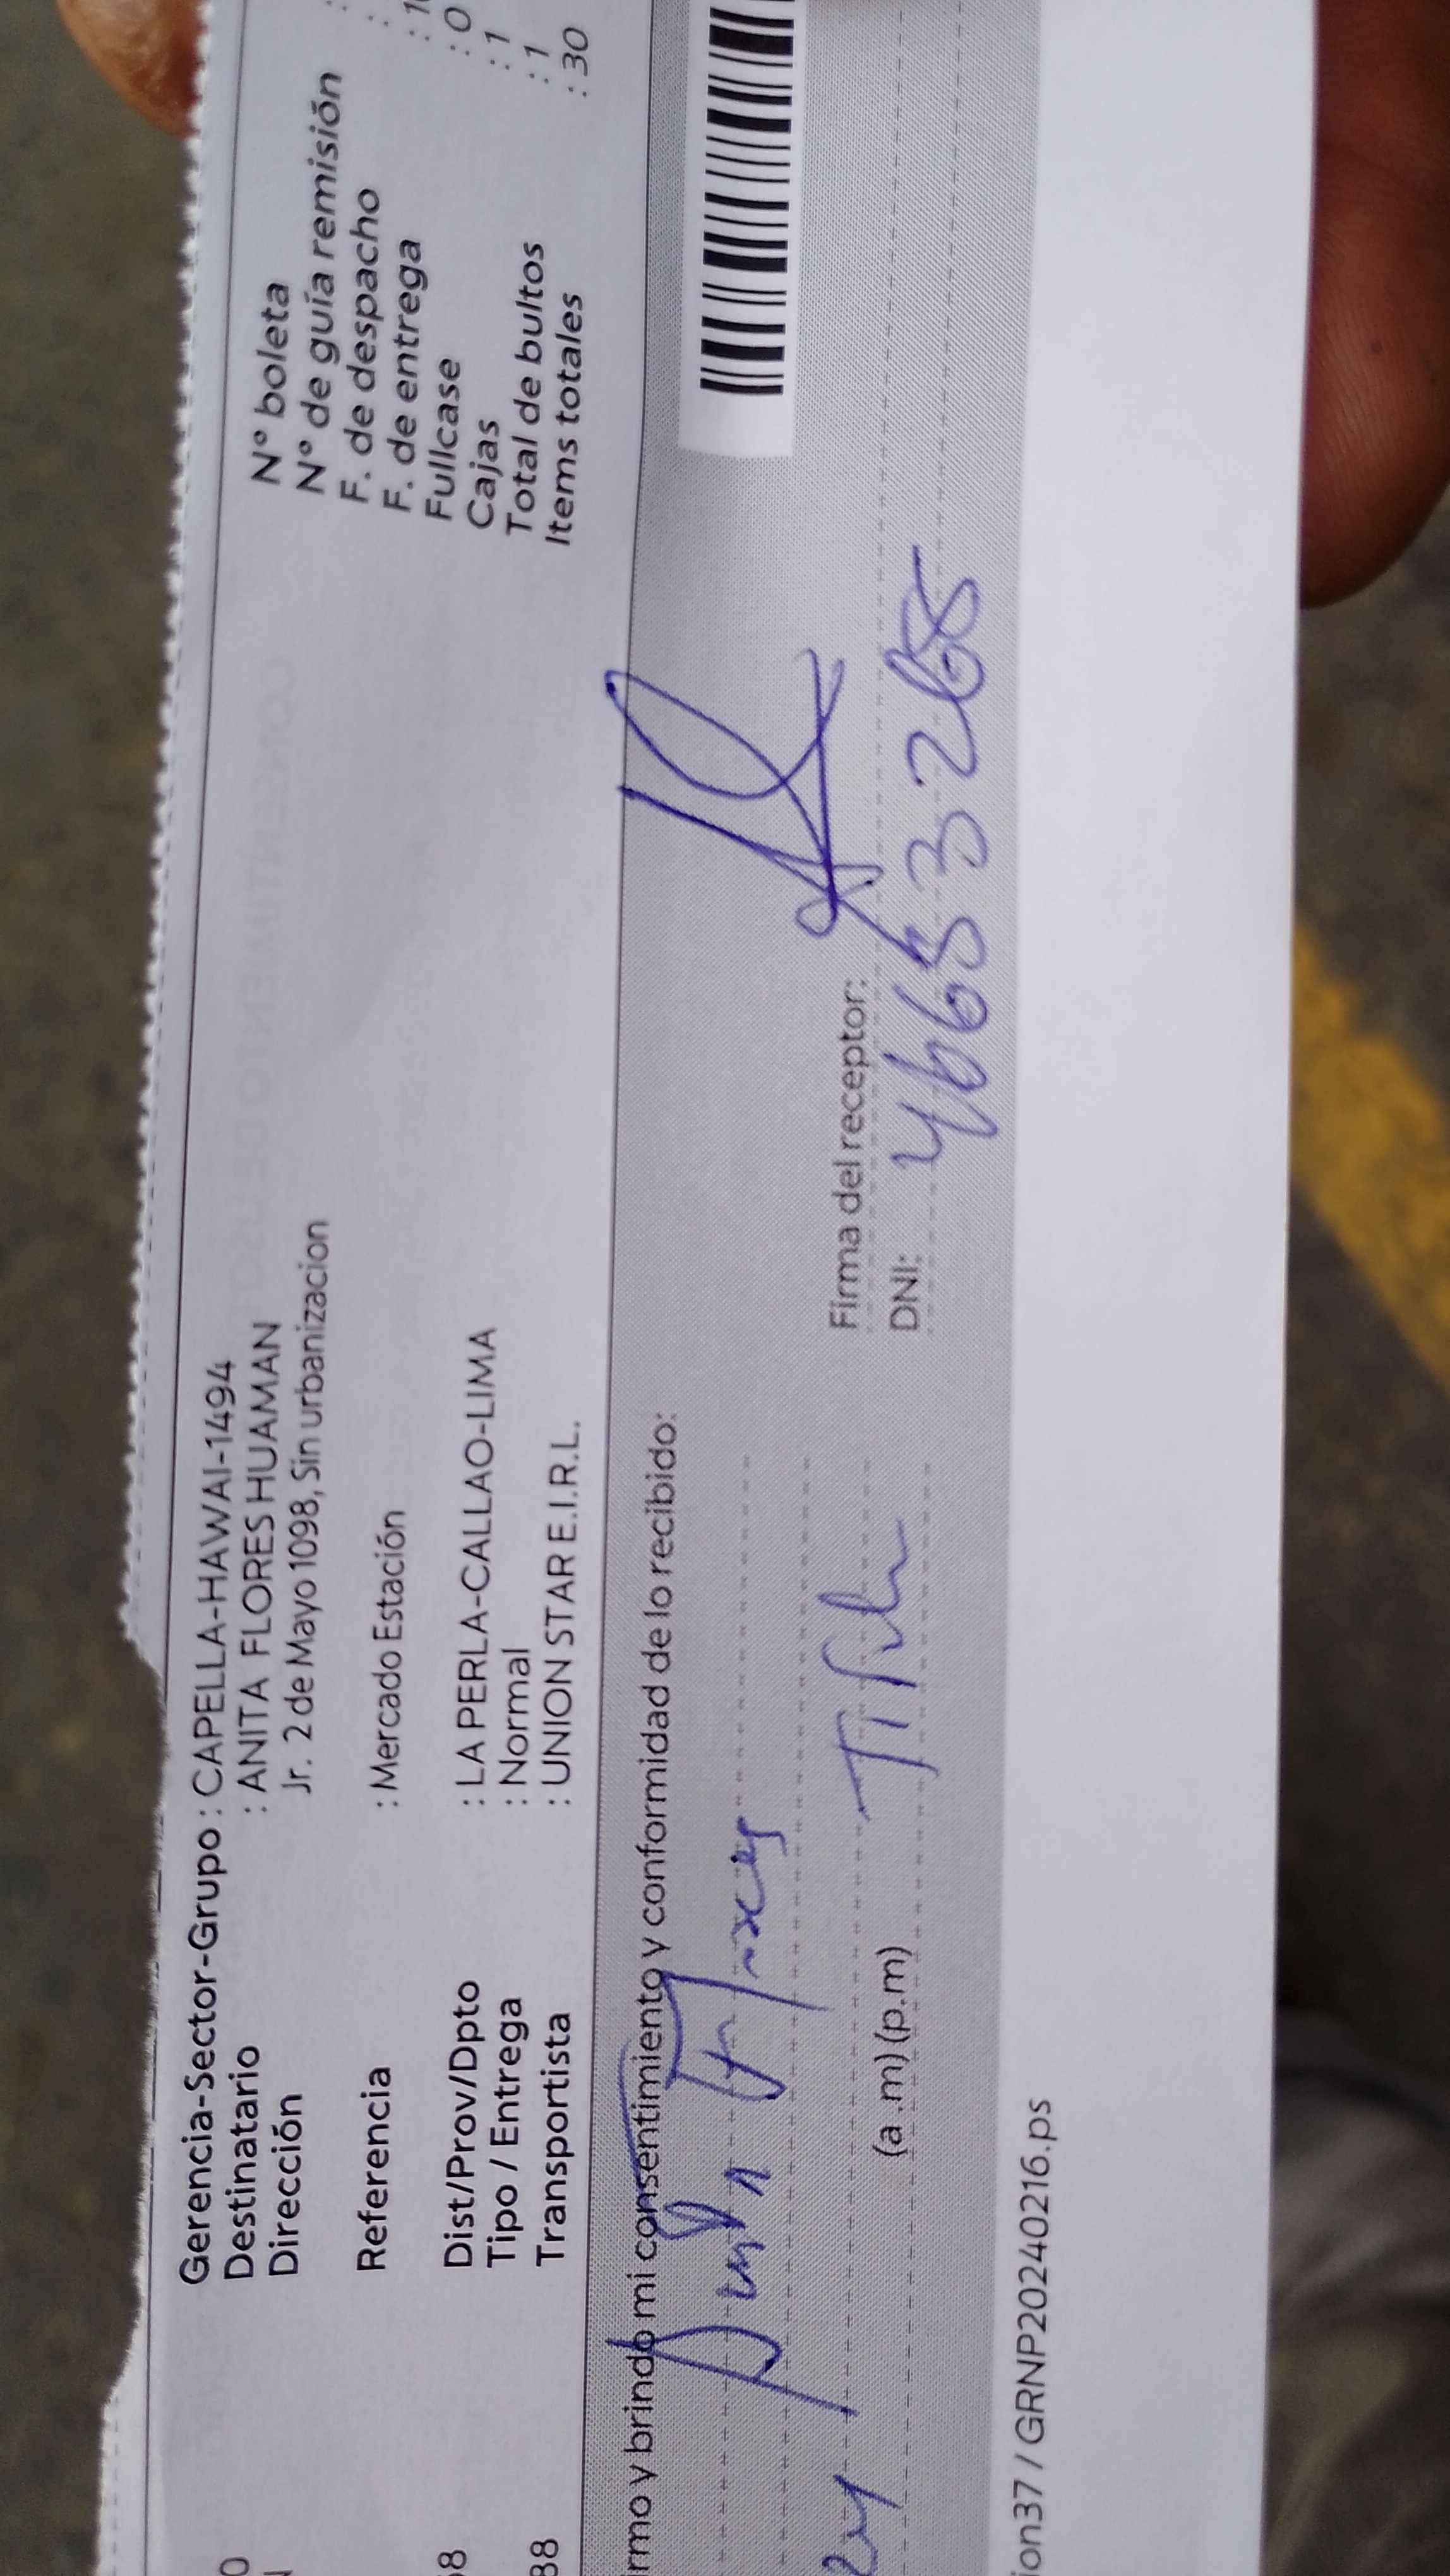 Gerencia-Sector-Grupo : CAPELLA-HAWAI-1494
Destinatario : ANITA FLORES HUAMAN
Dirección Jr. 2 de Mayo 1098, Sin urbanizacion
Referencia : Mercado Estación
Dist/Prov/Dpto : LA PERLA-CALLAO-LIMA
Tipo / Entrega : Normal
Transportista : UNION STAR E.I.R.L.
N° boleta :
N° de guía remisión :
F. de despacho :
F. de entrega : 1
Fullcase : 0
Cajas : 1
Total de bultos : 1
Items totales : 30
rmo y brindo mi consentimiento y conformidad de lo recibido:
(a .m) (p.m)
Firma del receptor:
DNI:
ion37 / GRNP20240216.ps